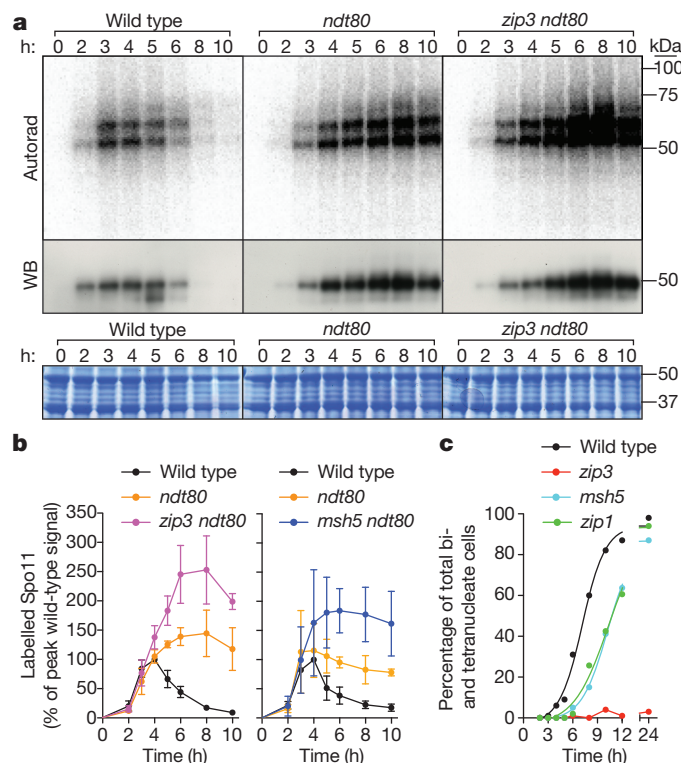 a
Wild type ndt80 zip3 ndt80
h: 0 2 3 4 5 6 8 10 0 2 3 4 5 6 8 10 0 2 3 4 5 6 8 10 kDa
Autorad
100
75
50
WB
50
Wild type ndt80 zip3 ndt80
h: 0 2 3 4 5 6 8 10 0 2 3 4 5 6 8 10 0 2 3 4 5 6 8 10
50
37
b
Wild type
ndt80
zip3 ndt80
Wild type
ndt80
msh5 ndt80
Labelled Spo11
(% of peak wild-type signal)
350
300
250
200
150
100
50
0
0 2 4 6 8 10
Time (h)
0 2 4 6 8 10
Time (h)
c
Wild type
zip3
msh5
zip1
Percentage of total bi-
and tetranucleate cells
100
80
60
40
20
0
0 3 6 9 12 24
Time (h)